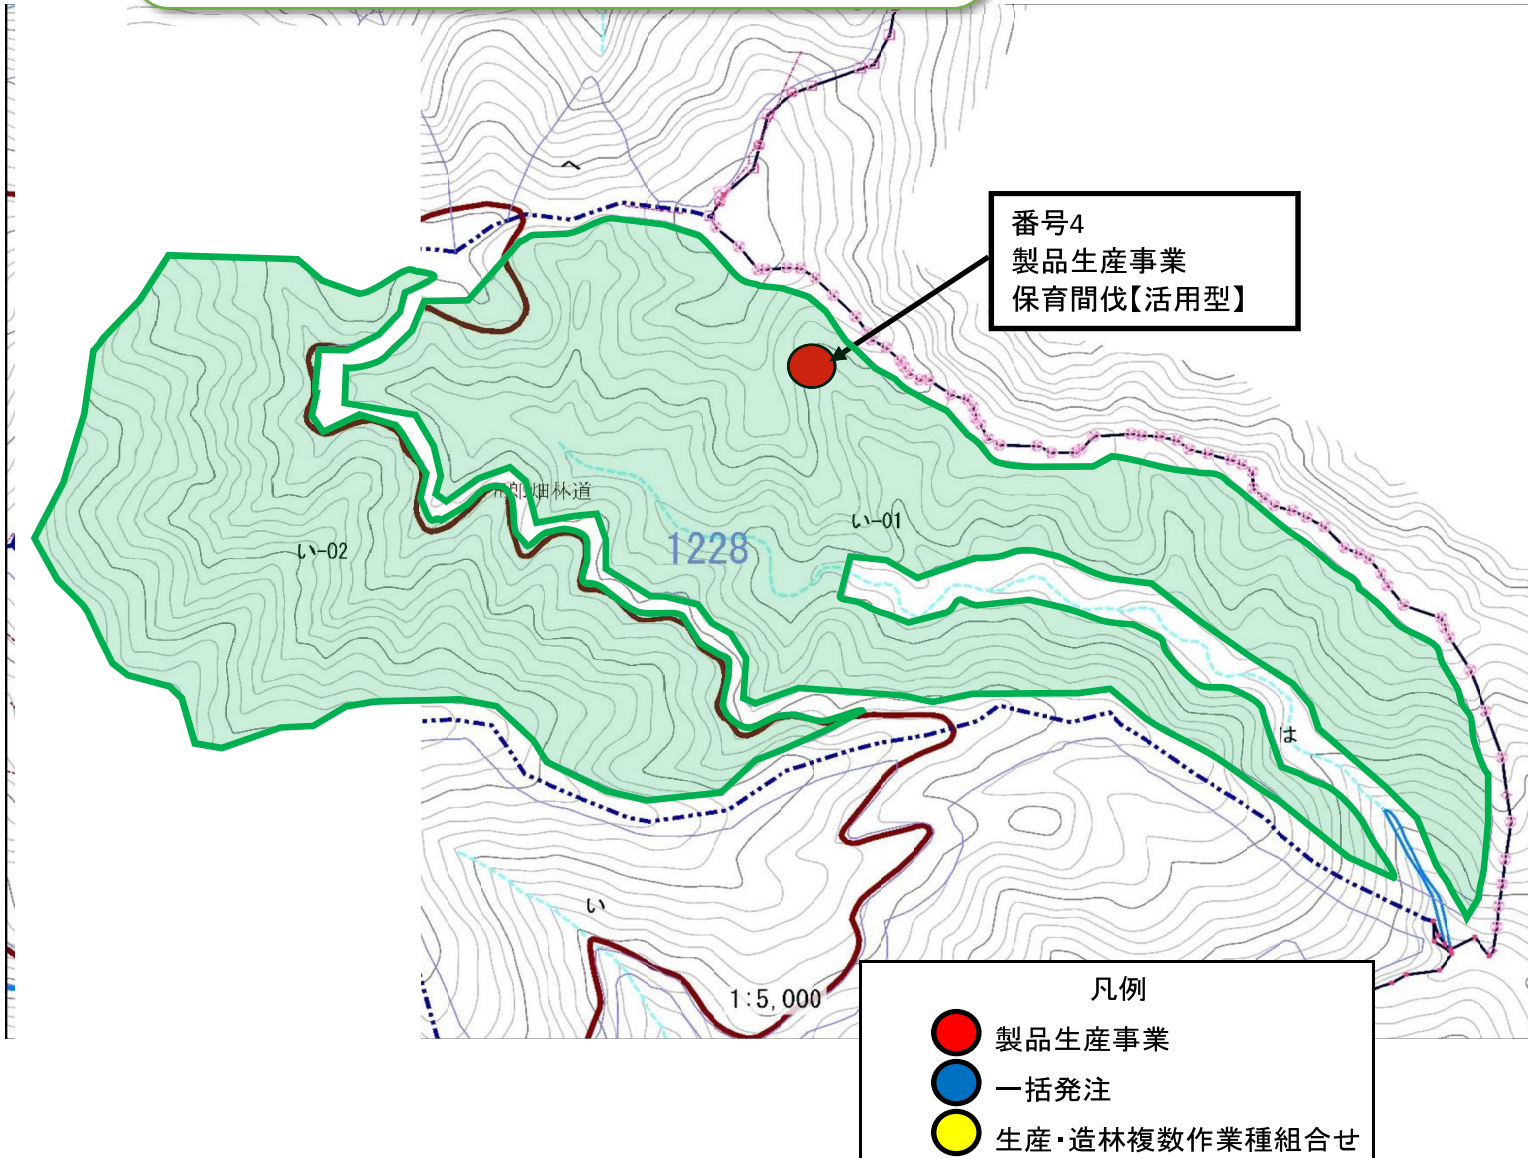 へ
番号4
製品生産事業
保育間伐【活用型】
郎畑林道
い-01
い-02
1228
は
い
1:5,000
凡例
製品生産事業
一括発注
生産・造林複数作業種組合せ